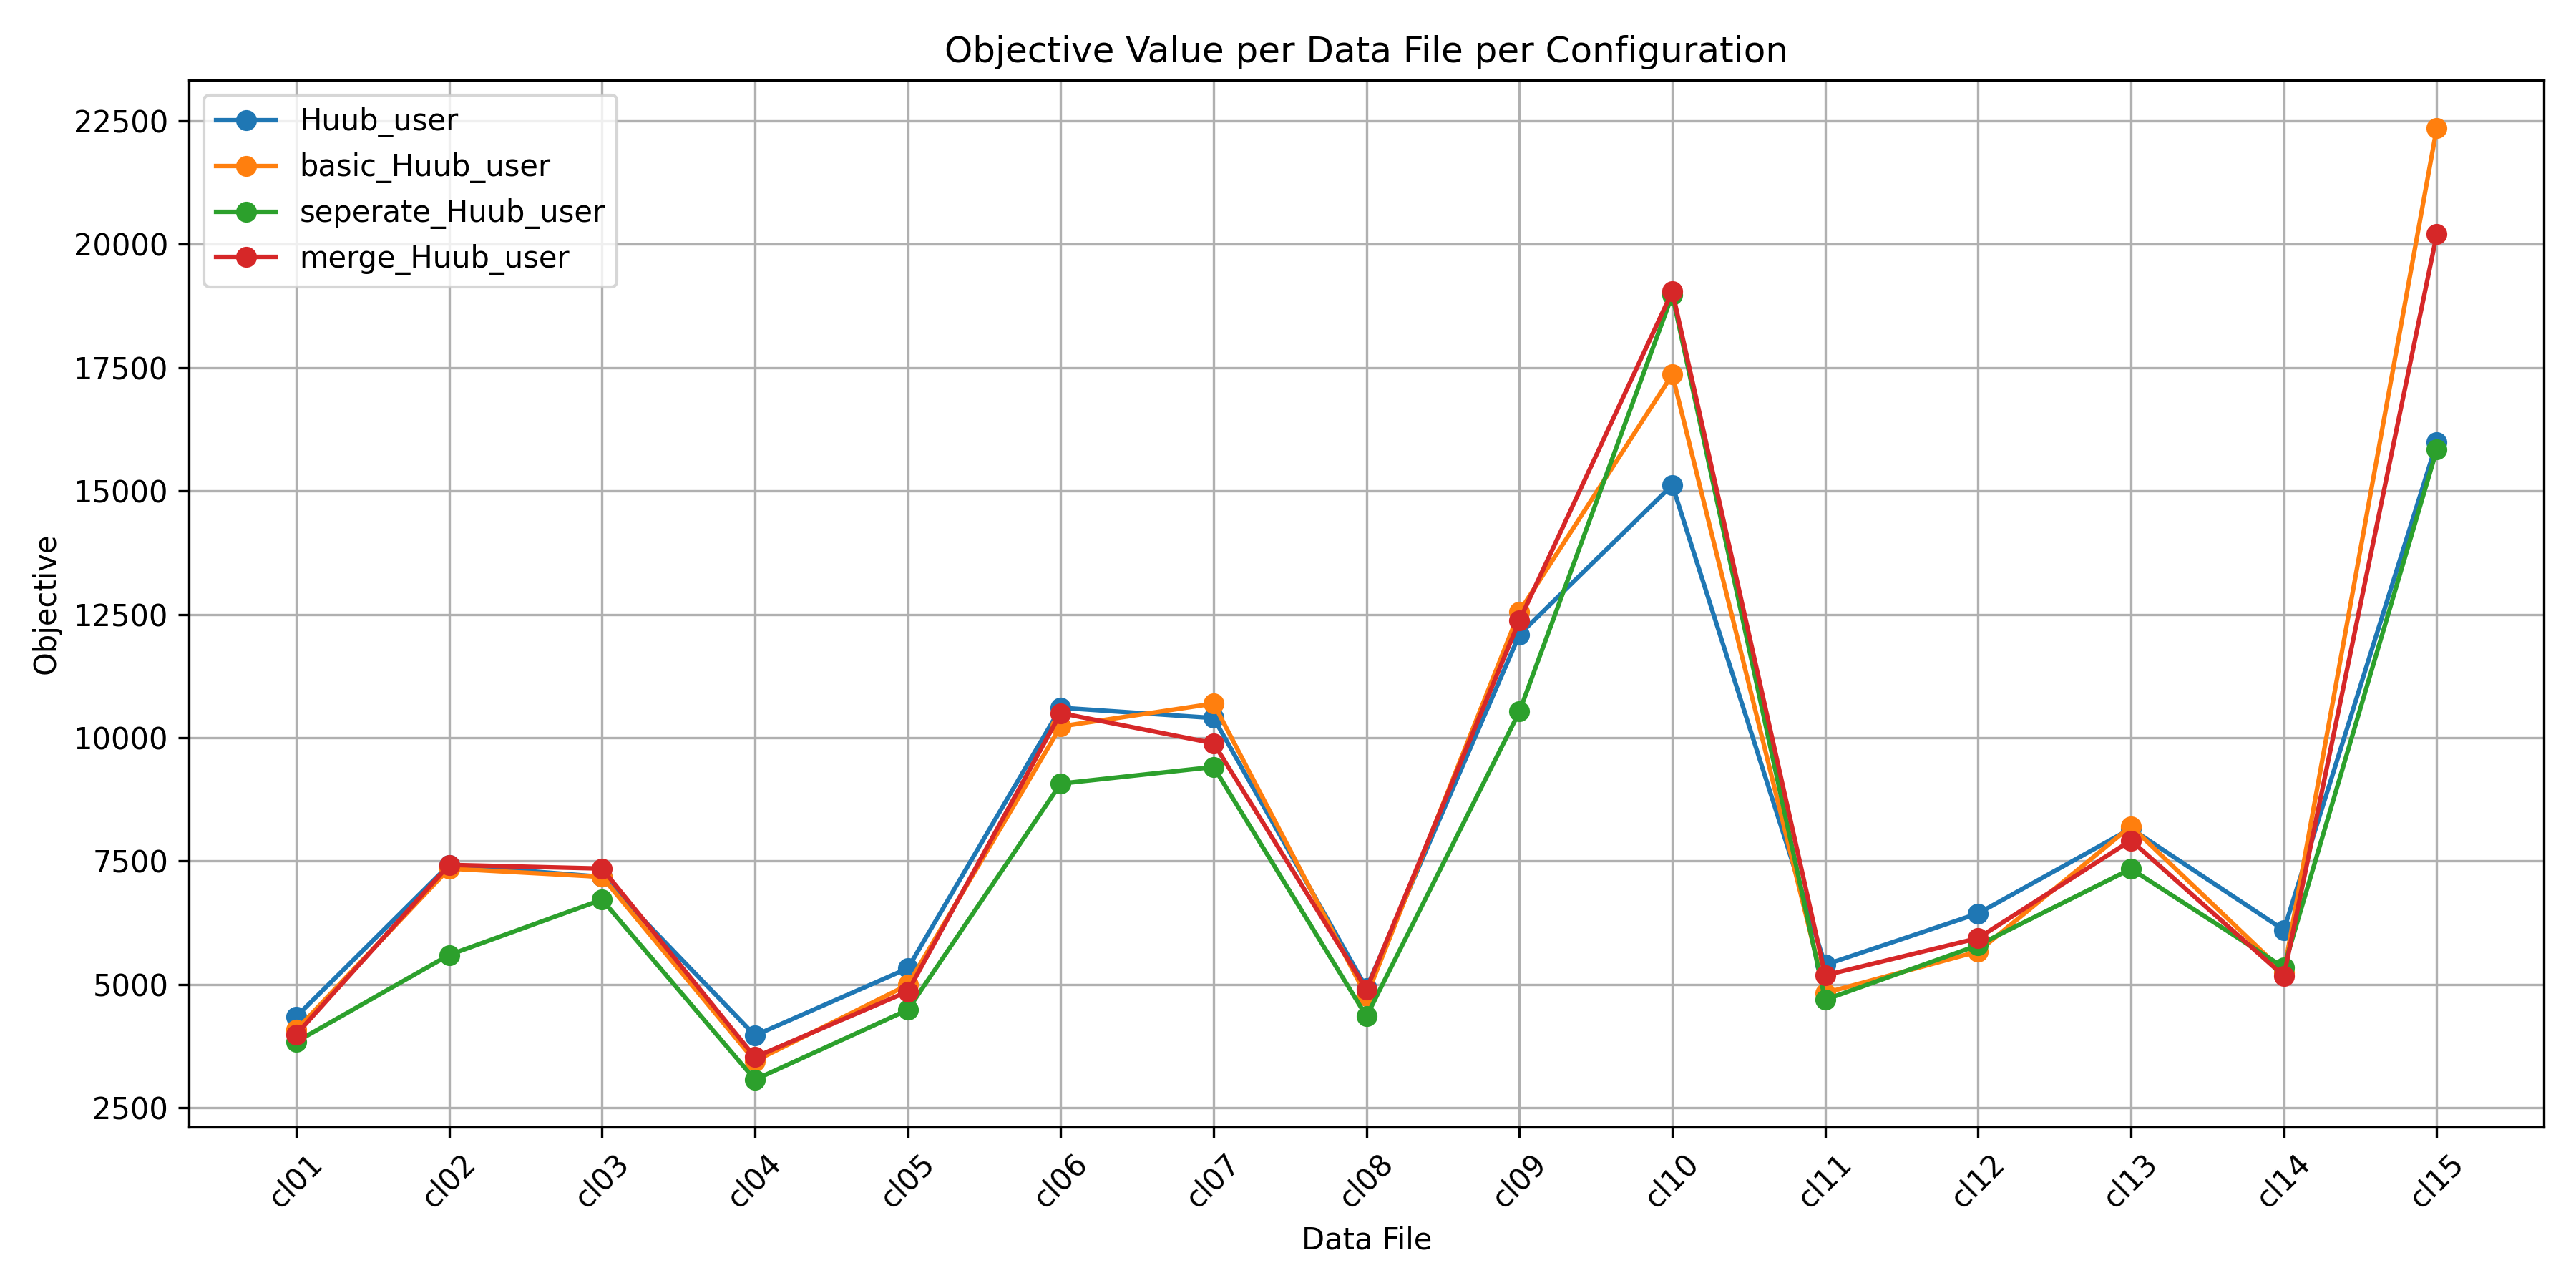 Objective Value per Data File per Configuration
Huub_user
basic_Huub_user
seperate_Huub_user
merge_Huub_user
22500
20000
17500
15000
12500
10000
7500
5000
2500
Objective
cl01
cl02
cl03
cl04
cl05
cl06
cl07
cl08
cl09
cl10
cl11
cl12
cl13
cl14
cl15
Data File